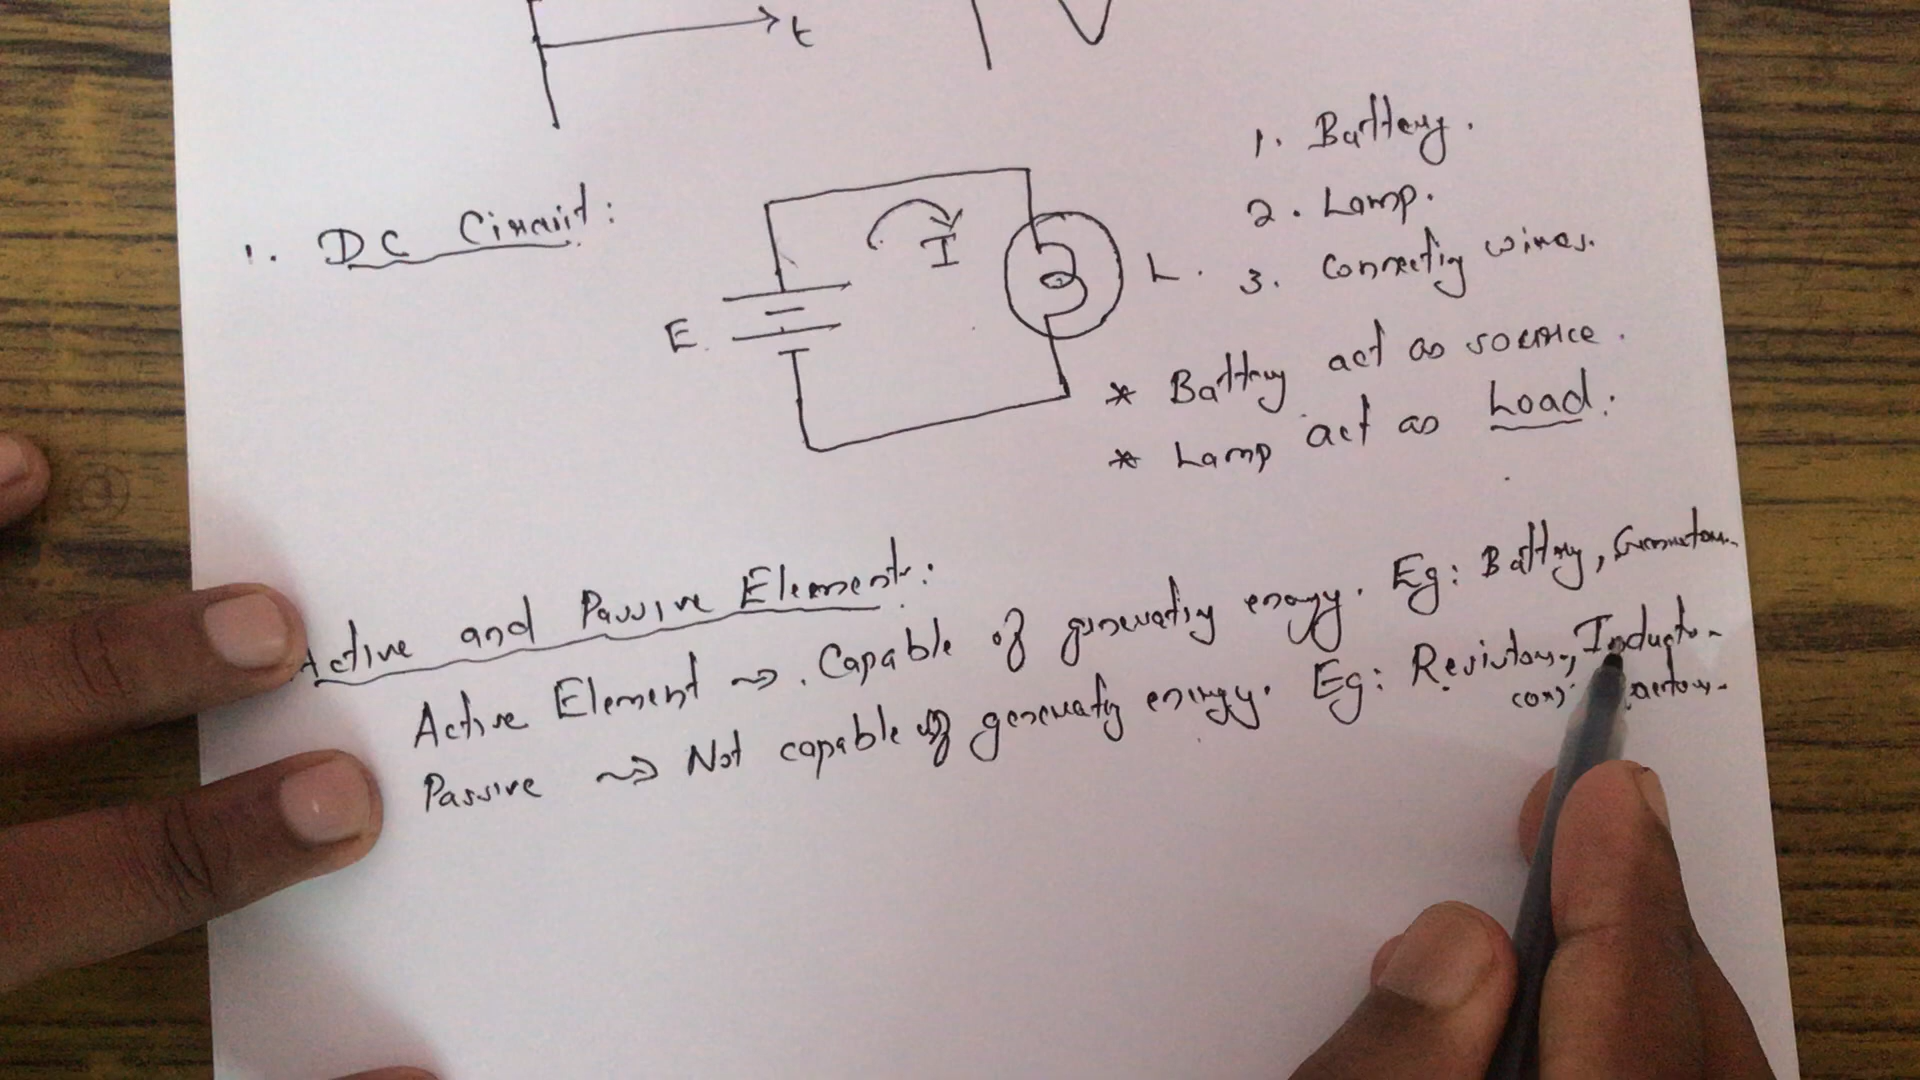 t
1. DC Circuit:
E
I
L.
1. Battery.
2. Lamp.
3. Connecting wires.
* Battery act as source.
* Lamp act as Load.
Active and Passive Element:
Active Element → Capable of generating energy. Eg: Battery, Generator.
Passive → Not capable of generating energy. Eg: Resistor, Inductor